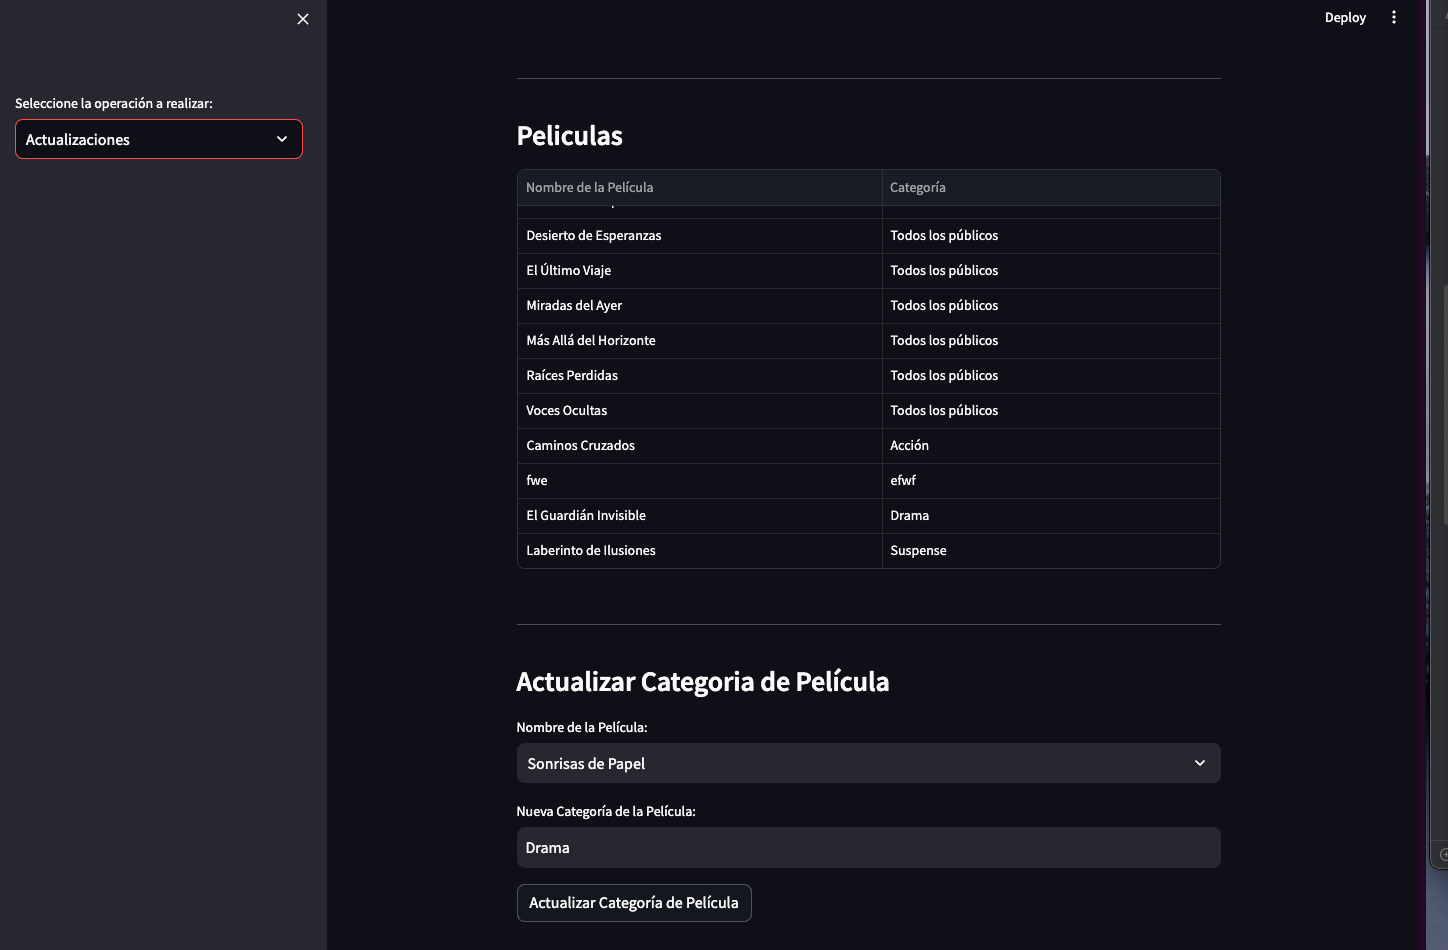 Deploy
Seleccione la operación a realizar:
Actualizaciones
Peliculas
Nombre de la Película Categoría
Desierto de Esperanzas Todos los públicos
El Último Viaje Todos los públicos
Miradas del Ayer Todos los públicos
Más Allá del Horizonte Todos los públicos
Raíces Perdidas Todos los públicos
Voces Ocultas Todos los públicos
Caminos Cruzados Acción
fwe efwf
El Guardián Invisible Drama
Laberinto de Ilusiones Suspense
Actualizar Categoria de Película
Nombre de la Película:
Sonrisas de Papel
Nueva Categoría de la Película:
Drama
Actualizar Categoría de Película